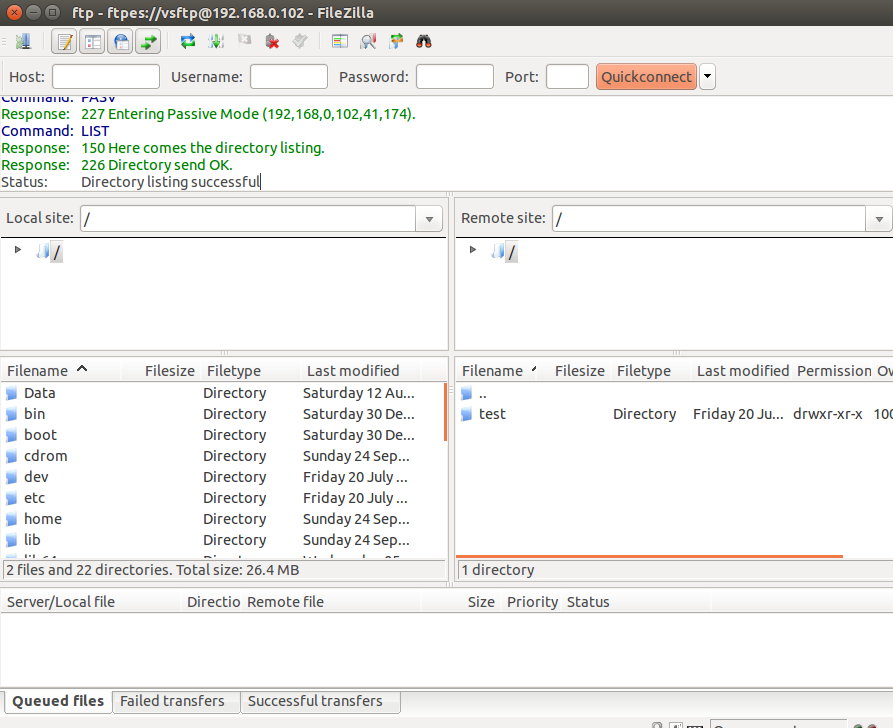 ftp - ftpes://vsftp@192.168.0.102 - FileZilla
Host: Username: Password: Port: Quickconnect
Command: PASV
Response: 227 Entering Passive Mode (192,168,0,102,41,174).
Command: LIST
Response: 150 Here comes the directory listing.
Response: 226 Directory send OK.
Status: Directory listing successful
Local site: /
/
Remote site: /
/
Filename Filesize Filetype Last modified
Data Directory Saturday 12 Au...
bin Directory Saturday 30 De...
boot Directory Saturday 30 De...
cdrom Directory Sunday 24 Sep...
dev Directory Friday 20 July ...
etc Directory Friday 20 July ...
home Directory Sunday 24 Sep...
lib Directory Sunday 24 Sep...
2 files and 22 directories. Total size: 26.4 MB
Filename Filesize Filetype Last modified Permission Ow
..
test Directory Friday 20 Ju... drwxr-xr-x 100
1 directory
Server/Local file Directio Remote file Size Priority Status
Queued files Failed transfers Successful transfers